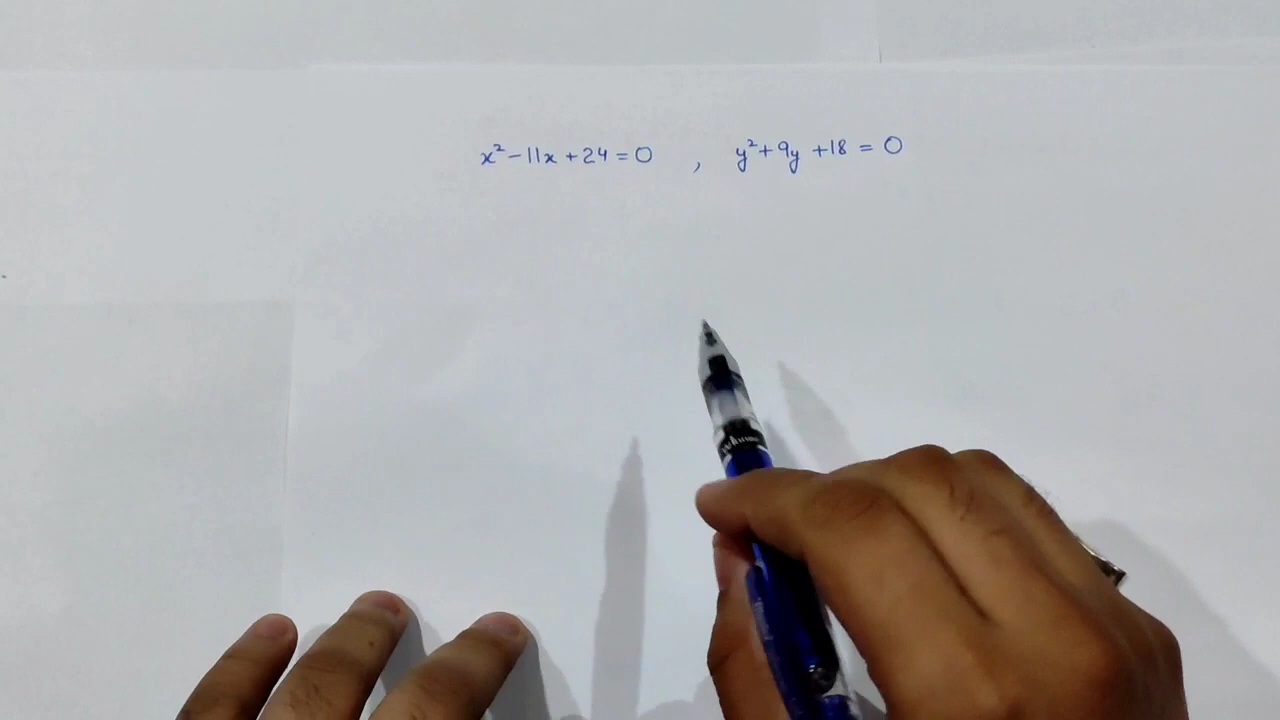 x² - 11x + 24 = 0 , y² + 9y + 18 = 0